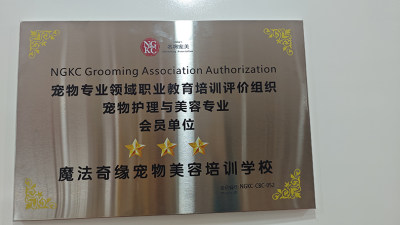 NGKC
NGKC Grooming Association Authorization
宠物专业领域职业教育培训评价组织
宠物护理与美容专业
会员单位
魔法奇缘宠物美容培训学校